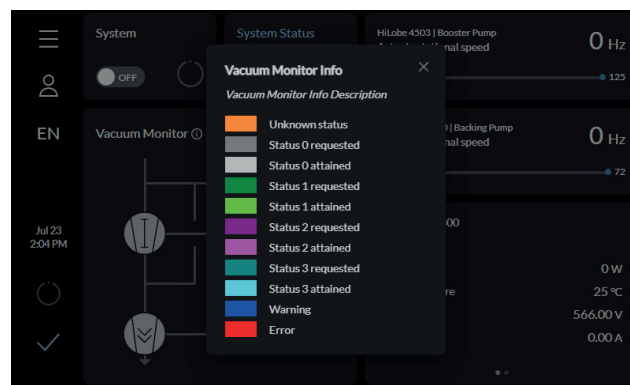 System
System Status
HiLobe 4503 | Booster Pump
nal speed
0 Hz
OFF
125
Vacuum Monitor Info
Vacuum Monitor Info Description
Unknown status
Status 0 requested
Status 0 attained
Status 1 requested
Status 1 attained
Status 2 requested
Status 2 attained
Status 3 requested
Status 3 attained
Warning
Error
EN
Vacuum Monitor
| Backing Pump
nal speed
0 Hz
72
Jul 23
2:04 PM
00
0 W
re
25 °C
566.00 V
0.00 A